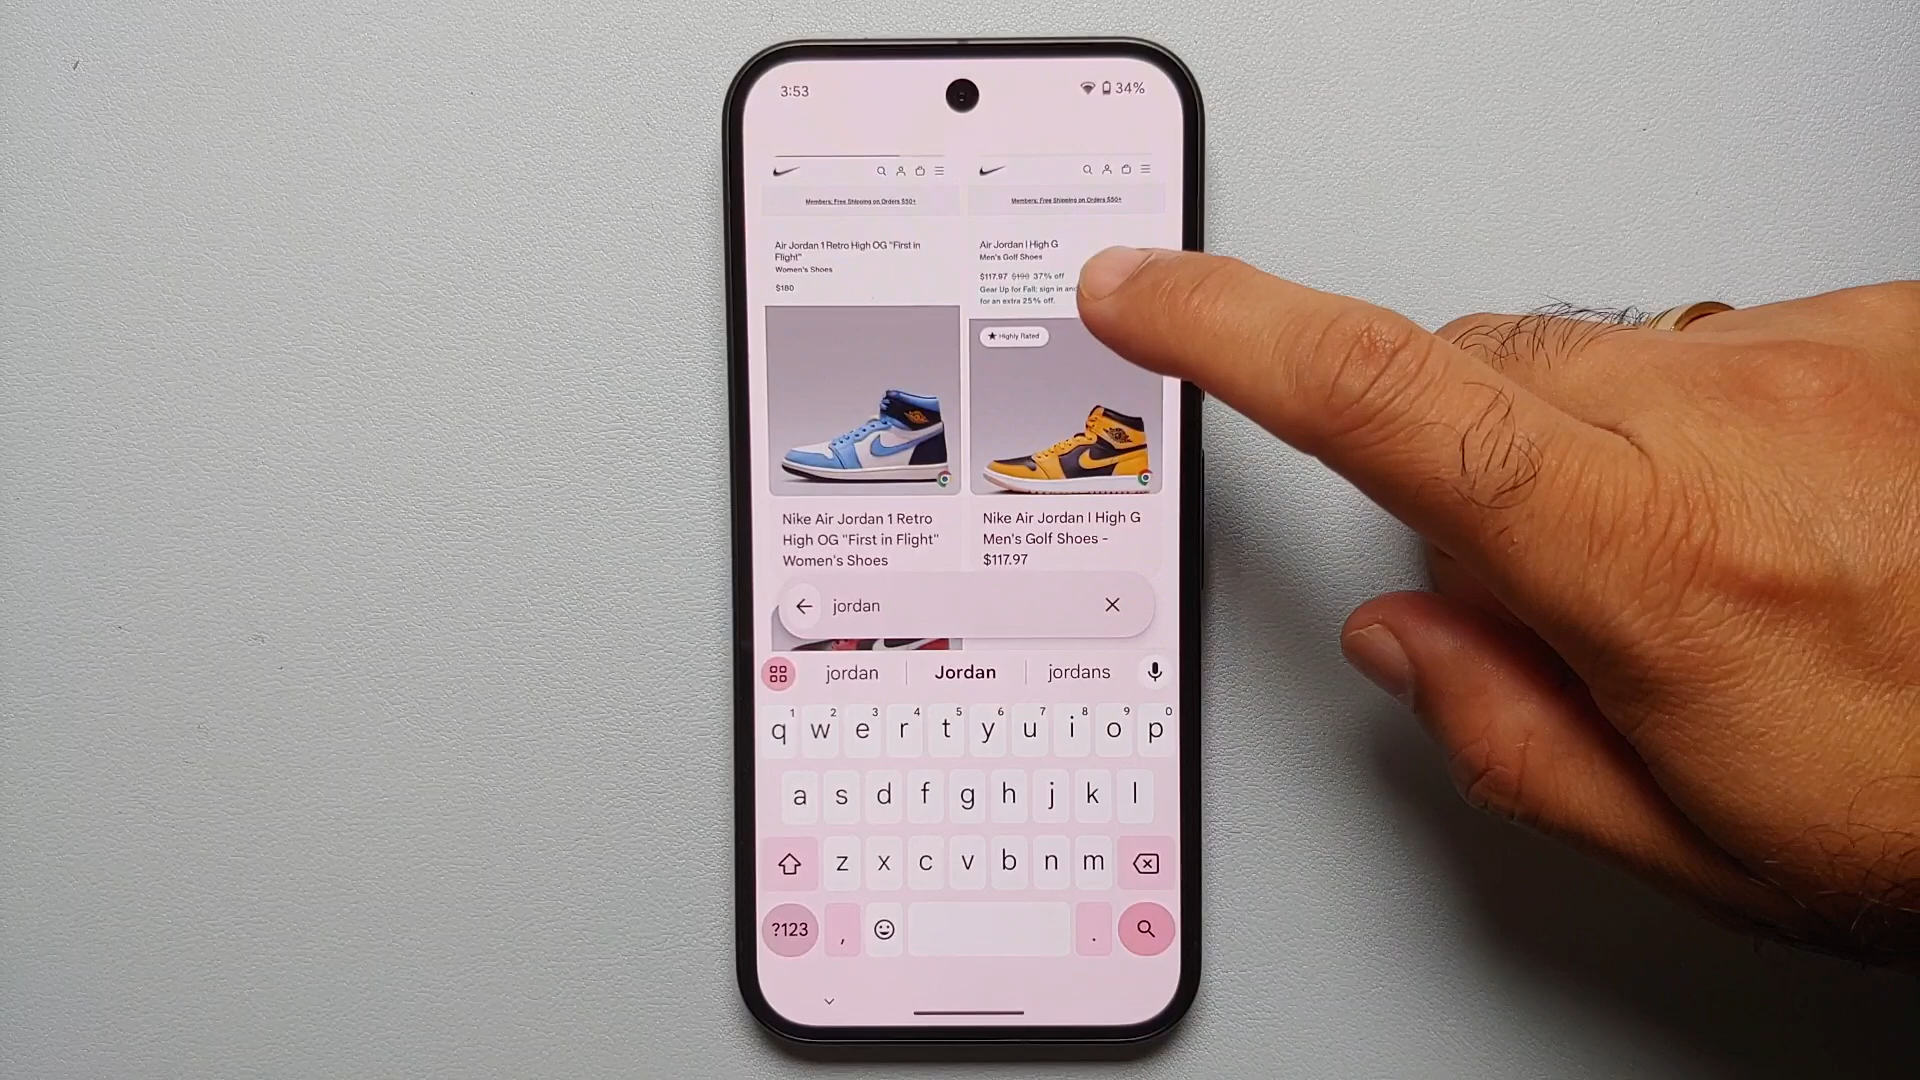 3:53
34%
Members: Free Shipping on Orders $50+
Air Jordan 1 Retro High OG "First in
Flight"
Women's Shoes
$180
Members: Free Shipping on Orders $50+
Air Jordan I High G
Men's Golf Shoes
$117.97 $190 37% off
Gear Up for Fall: sign in and
for an extra 25% off.
★ Highly Rated
Nike Air Jordan 1 Retro
High OG "First in Flight"
Women's Shoes
Nike Air Jordan I High G
Men's Golf Shoes -
$117.97
jordan
jordan Jordan jordans
1 2 3 4 5 6 7 8 9 0
q w e r t y u i o p
a s d f g h j k l
z x c v b n m
?123 , .